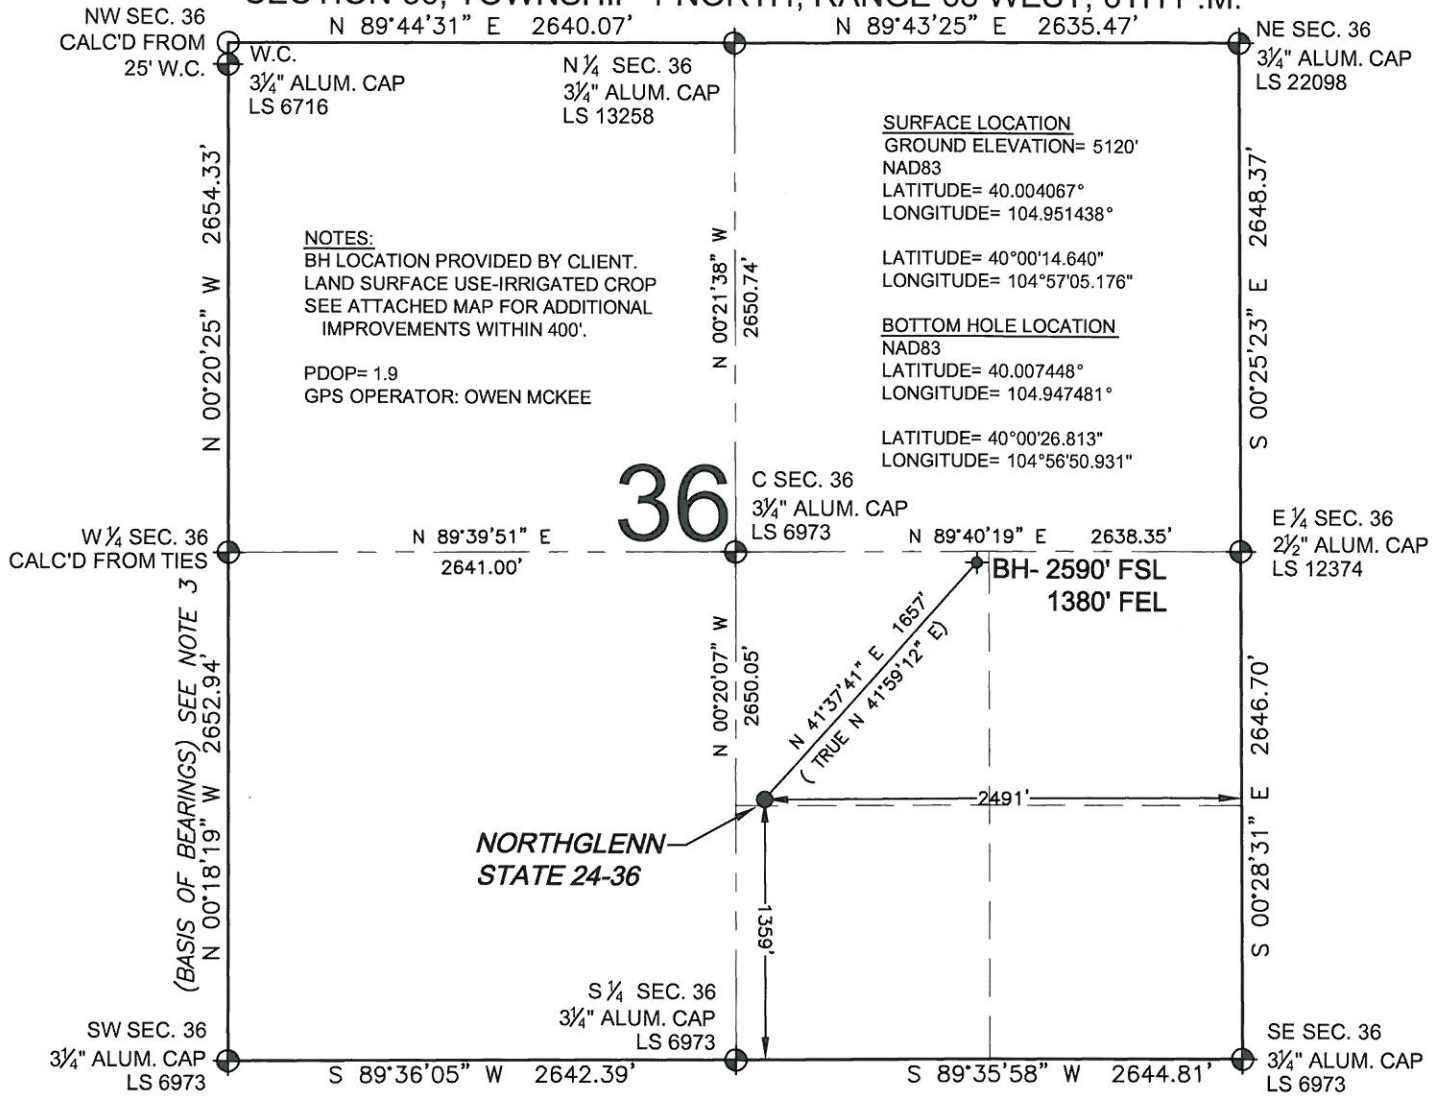 N 89°44'31" E 2640.07'
N 89°43'25" E 2635.47'
NW SEC. 36
CALC'D FROM
25' W.C.
W.C.
3¼" ALUM. CAP
LS 6716
N ¼ SEC. 36
3¼" ALUM. CAP
LS 13258
NE SEC. 36
3¼" ALUM. CAP
LS 22098
SURFACE LOCATION
GROUND ELEVATION= 5120'
NAD83
LATITUDE= 40.004067°
LONGITUDE= 104.951438°
LATITUDE= 40°00'14.640"
LONGITUDE= 104°57'05.176"
BOTTOM HOLE LOCATION
NAD83
LATITUDE= 40.007448°
LONGITUDE= 104.947481°
LATITUDE= 40°00'26.813"
LONGITUDE= 104°56'50.931"
NOTES:
BH LOCATION PROVIDED BY CLIENT.
LAND SURFACE USE-IRRIGATED CROP
SEE ATTACHED MAP FOR ADDITIONAL
IMPROVEMENTS WITHIN 400'.
PDOP= 1.9
GPS OPERATOR: OWEN MCKEE
N 00°20'25" W 2654.33'
N 00°21'38" W
2650.74'
S 00°25'23" E 2648.37'
36
C SEC. 36
3¼" ALUM. CAP
LS 6973
W ¼ SEC. 36
CALC'D FROM TIES
N 89°39'51" E
2641.00'
N 89°40'19" E 2638.35'
E ¼ SEC. 36
2½" ALUM. CAP
LS 12374
BH- 2590' FSL
1380' FEL
N 41°37'41" E 1657'
( TRUE N 41°59'12" E)
(BASIS OF BEARINGS) SEE NOTE 3
N 00°18'19" W 2652.94'
N 00°20'07" W
2650.05'
S 00°28'31" E 2646.70'
2491'
NORTHGLENN
STATE 24-36
1359'
S ¼ SEC. 36
3¼" ALUM. CAP
LS 6973
SW SEC. 36
3¼" ALUM. CAP
LS 6973
SE SEC. 36
3¼" ALUM. CAP
LS 6973
S 89°36'05" W 2642.39'
S 89°35'58" W 2644.81'